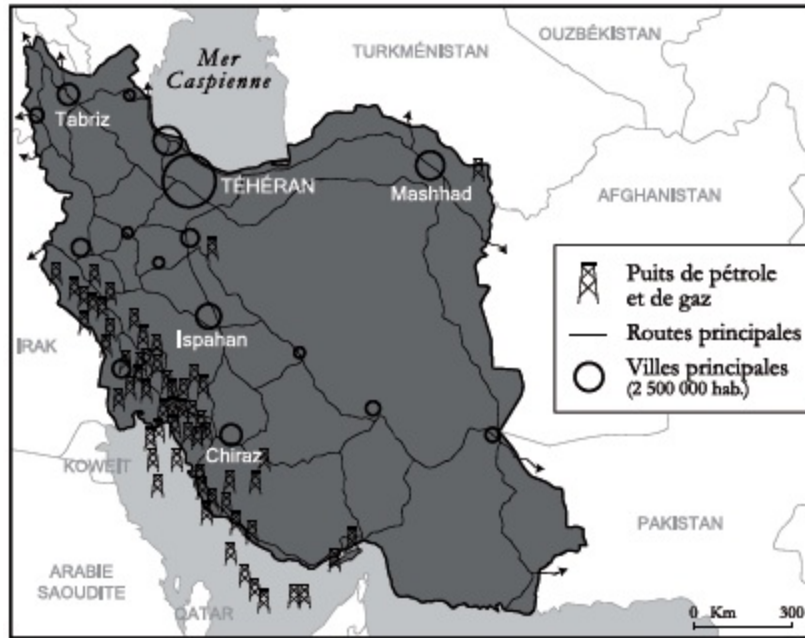 OUZBÉKISTAN
TURKMÉNISTAN
Mer
Caspienne
Tabriz
TÉHÉRAN
Mashhad
AFGHANISTAN
Puits de pétrole
et de gaz
Routes principales
Villes principales
(2 500 000 hab.)
IRAK
Ispahan
Chiraz
KOWEÏT
PAKISTAN
ARABIE
SAOUDITE
QATAR
0 Km 300